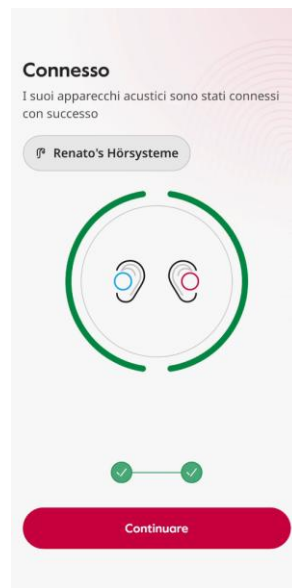 Connesso
I suoi apparecchi acustici sono stati connessi
con successo
Renato's Hörsysteme
Continuare